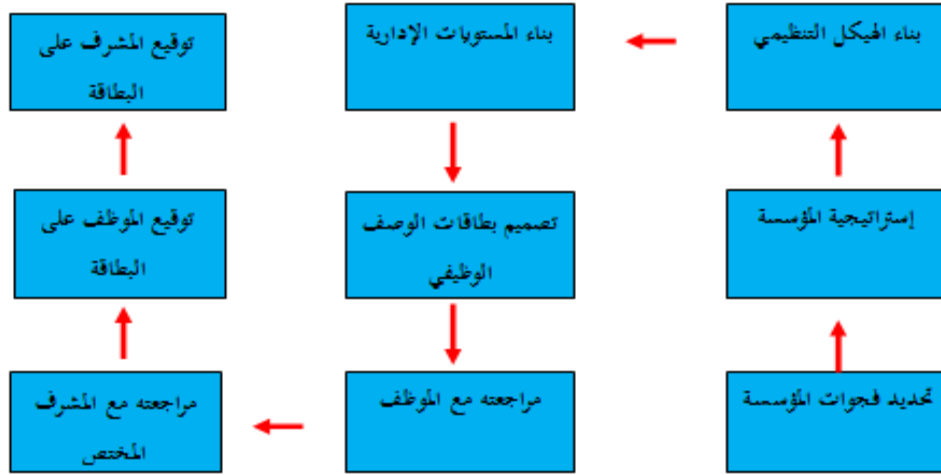 بناء الهيكل التنظيمي
بناء المستويات الإدارية
توقيع المشرف على
البطاقة
إستراتيجية المؤسسة
تصميم بطاقات الوصف
الوظيفي
توقيع الموظف على
البطاقة
تحديد فجوات المؤسسة
مراجعته مع الموظف
مراجعته مع المشرف
المختص